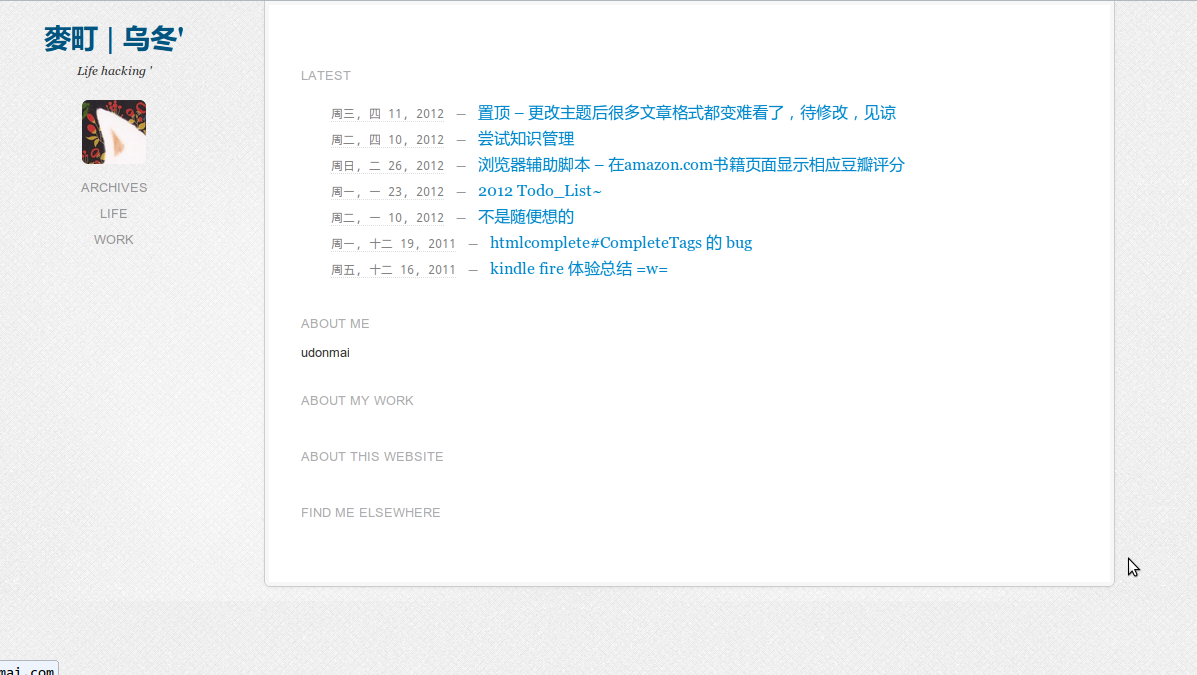 麥町 | 乌冬'
Life hacking '
ARCHIVES
LIFE
WORK
LATEST
周三, 四 11, 2012 — 置顶 – 更改主题后很多文章格式都变难看了，待修改，见谅
周二, 四 10, 2012 — 尝试知识管理
周日, 二 26, 2012 — 浏览器辅助脚本 – 在amazon.com书籍页面显示相应豆瓣评分
周一, 一 23, 2012 — 2012 Todo_List~
周二, 一 10, 2012 — 不是随便想的
周一, 十二 19, 2011 — htmlcomplete#CompleteTags 的 bug
周五, 十二 16, 2011 — kindle fire 体验总结 =w=
ABOUT ME
udonmai
ABOUT MY WORK
ABOUT THIS WEBSITE
FIND ME ELSEWHERE
mai.com